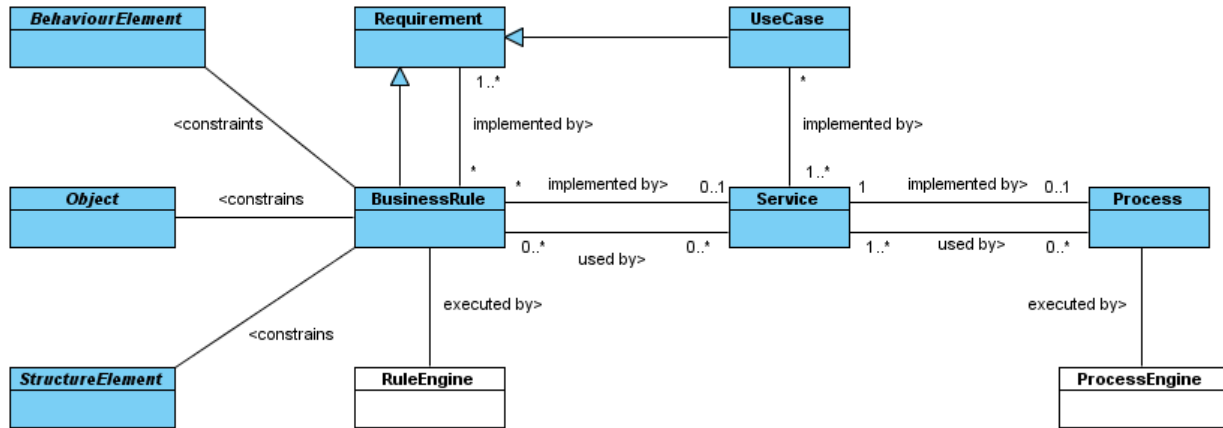 BehaviourElement
Requirement
UseCase
1..*
*
<constraints
implemented by>
implemented by>
*
1..*
Object
<constrains
BusinessRule
*
implemented by>
0..1
Service
1
implemented by>
0..1
Process
0..*
used by>
0..*
1..*
used by>
0..*
executed by>
executed by>
<constrains
StructureElement
RuleEngine
ProcessEngine